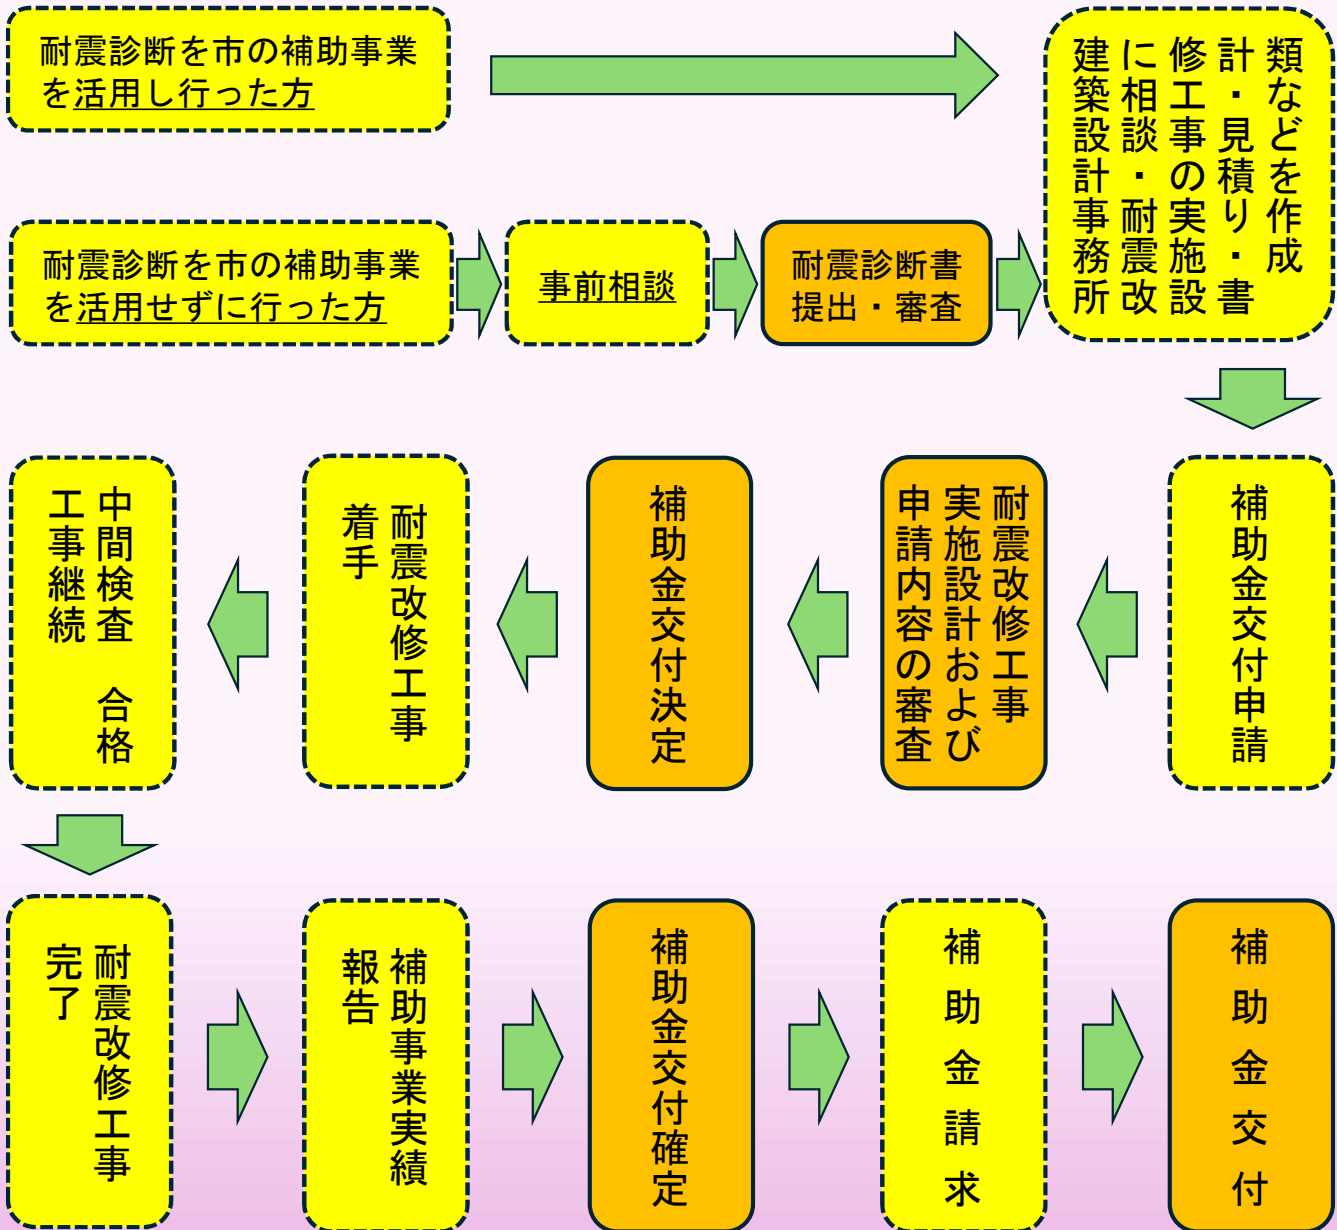 耐震診断を市の補助事業
を活用し行った方
建築設計事務所
に相談・耐震改
修工事の実施設
計・見積り・書
類などを作成
耐震診断を市の補助事業
を活用せずに行った方
事前相談
耐震診断書
提出・審査
補助金交付申請
耐震改修工事
実施設計および
申請内容の審査
補助金交付決定
耐震改修工事
着手
中間検査　合格
工事継続
耐震改修工事
完了
補助事業実績
報告
補助金交付確定
補助金請求
補助金交付